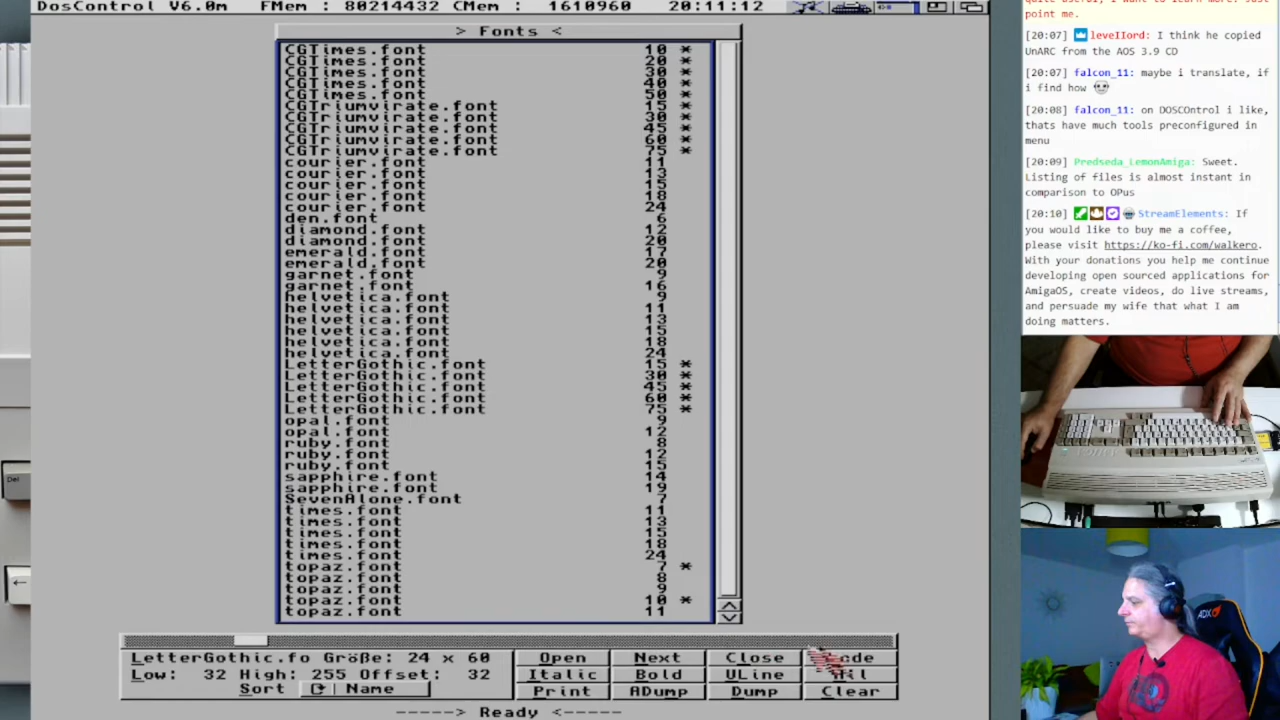 DosControl V6.0m FMem : 80214432 CMem : 1610960 20:11:12
> Fonts <
CGTimes.font 10 *
CGTimes.font 20 *
CGTimes.font 30 *
CGTimes.font 40 *
CGTimes.font 50 *
CGTriumvirate.font 15 *
CGTriumvirate.font 30 *
CGTriumvirate.font 45 *
CGTriumvirate.font 60 *
CGTriumvirate.font 75 *
courier.font 11
courier.font 13
courier.font 15
courier.font 18
courier.font 24
den.font 6
diamond.font 12
diamond.font 20
emerald.font 17
emerald.font 20
garnet.font 9
garnet.font 16
helvetica.font 9
helvetica.font 11
helvetica.font 13
helvetica.font 15
helvetica.font 18
helvetica.font 24
LetterGothic.font 15 *
LetterGothic.font 30 *
LetterGothic.font 45 *
LetterGothic.font 60 *
LetterGothic.font 75 *
opal.font 9
opal.font 12
ruby.font 8
ruby.font 12
ruby.font 15
sapphire.font 14
sapphire.font 19
SevenAlone.font 7
times.font 11
times.font 13
times.font 15
times.font 18
times.font 24
topaz.font 7 *
topaz.font 8
topaz.font 9
topaz.font 10 *
topaz.font 11
LetterGothic.fo Größe: 24 x 60
Low: 32 High: 255 Offset: 32
Sort Name
Open Next Close
Italic Bold ULine
Print ADump Dump Clear
-----> Ready <-----
point me.
[20:07] leveIIord: I think he copied
UnARC from the AOS 3.9 CD
[20:07] falcon_11: maybe i translate, if
i find how
[20:08] falcon_11: on DOSCOntrol i like,
thats have much tools preconfigured in
menu
[20:09] Predseda_LemonAmiga: Sweet.
Listing of files is almost instant in
comparison to OPus
[20:10] StreamElements: If
you would like to buy me a coffee,
please visit https://ko-fi.com/walkero.
With your donations you help me continue
developing open sourced applications for
AmigaOS, create videos, do live streams,
and persuade my wife that what I am
doing matters.
Del
ADX